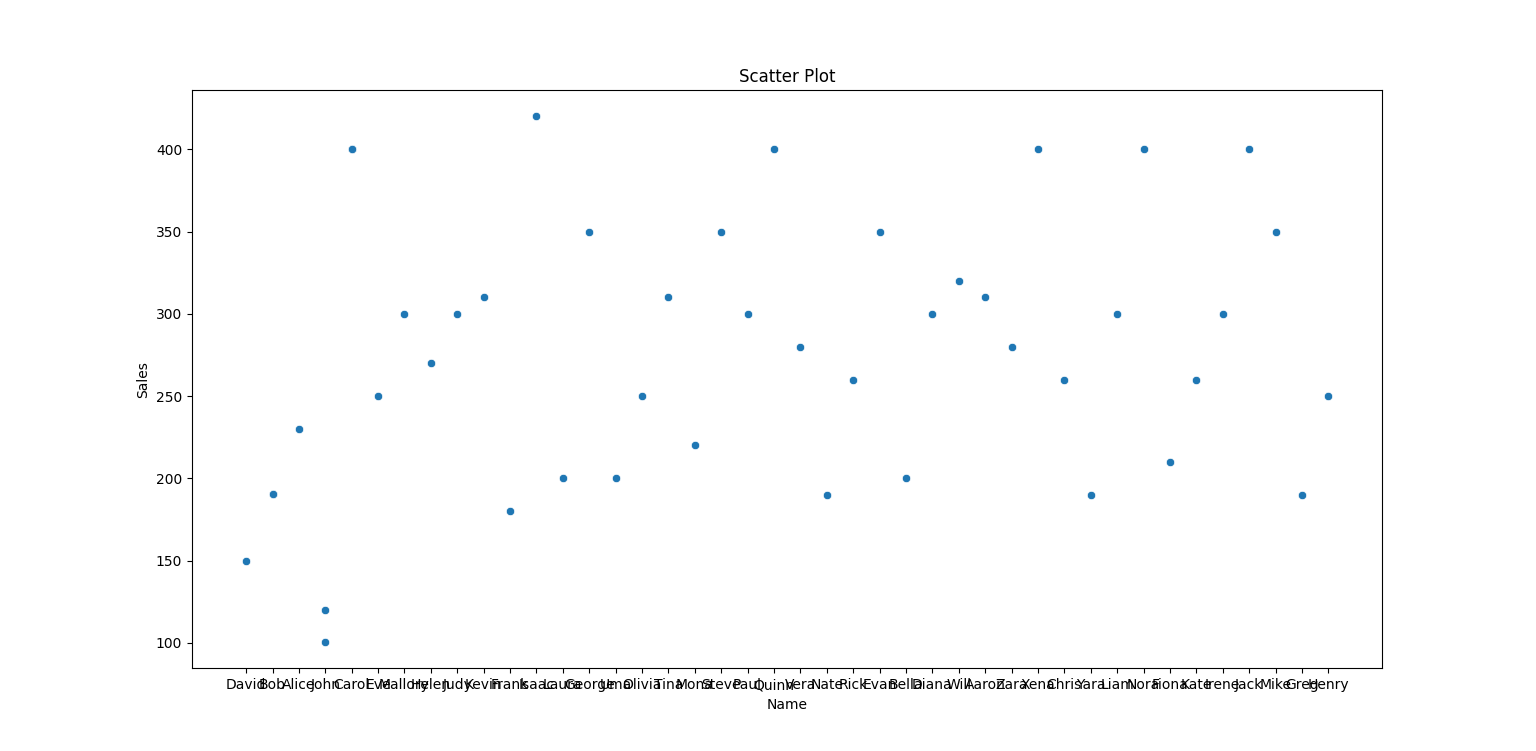 Scatter Plot
400
350
300
250
200
150
100
Sales
David Bob Alice John Carol Eve Mallory Helen Judy Kevin Frank Isaac Laura George Uma Olivia Tina Mona Steve Paul Quinn Vera Nate Rick Evan Bella Diana Will Aaron Zara Xena Chris Yara Liam Nora Fiona Kate Irene Jack Mike Greg Henry
Name